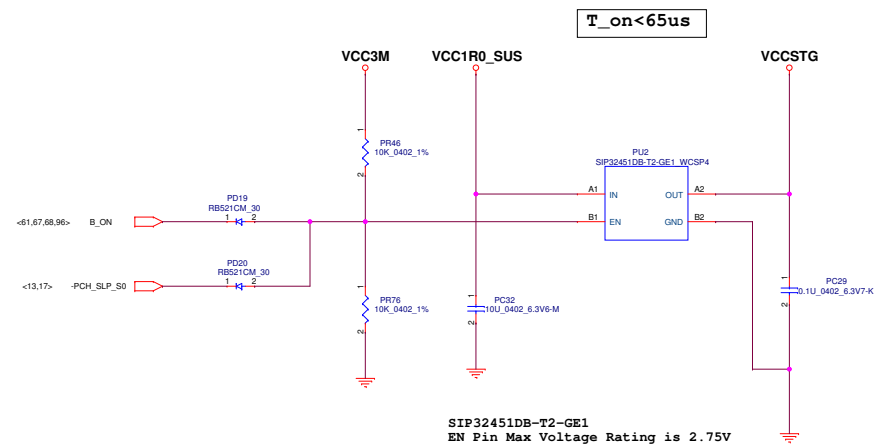 T_on<65us
VCC3M
VCC1R0_SUS
VCCSTG
1
PR46
10K_0402_1%
2
PU2
SIP32451DB-T2-GE1_WCSP4
A1
IN
OUT
A2
PD19
RB521CM_30
<61,67,68,96>
B_ON
1
2
B1
EN
GND
B2
PD20
RB521CM_30
<13,17>
-PCH_SLP_S0
1
2
1
PR76
10K_0402_1%
2
1
PC32
10U_0402_6.3V6-M
2
1
PC29
0.1U_0402_6.3V7-K
2
SIP32451DB-T2-GE1
EN Pin Max Voltage Rating is 2.75V